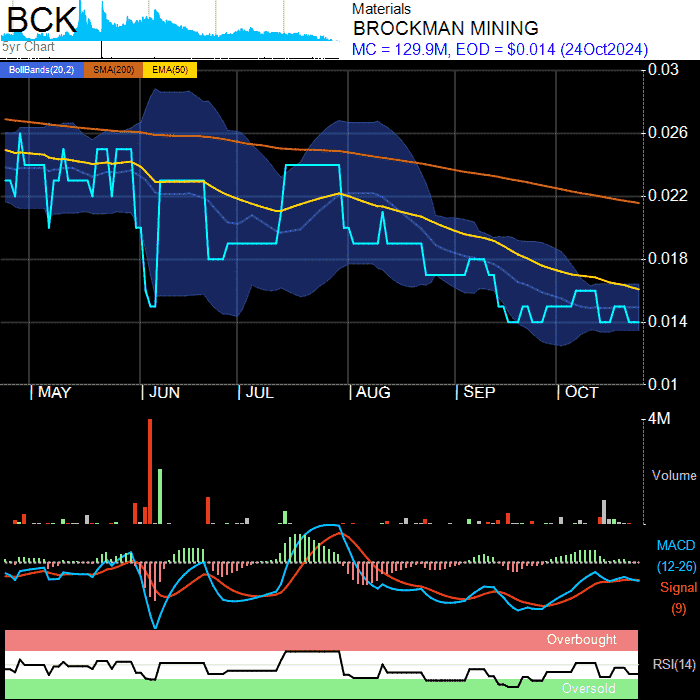 BCK
5yr Chart
Materials
BROCKMAN MINING
MC = 129.9M, EOD = $0.014 (24Oct2024)
BollBands(20,2) SMA(200) EMA(50)
0.03
0.026
0.022
0.018
0.014
0.01
MAY JUN JUL AUG SEP OCT
4M
Volume
MACD
(12-26)
Signal
(9)
Overbought
RSI(14)
Oversold